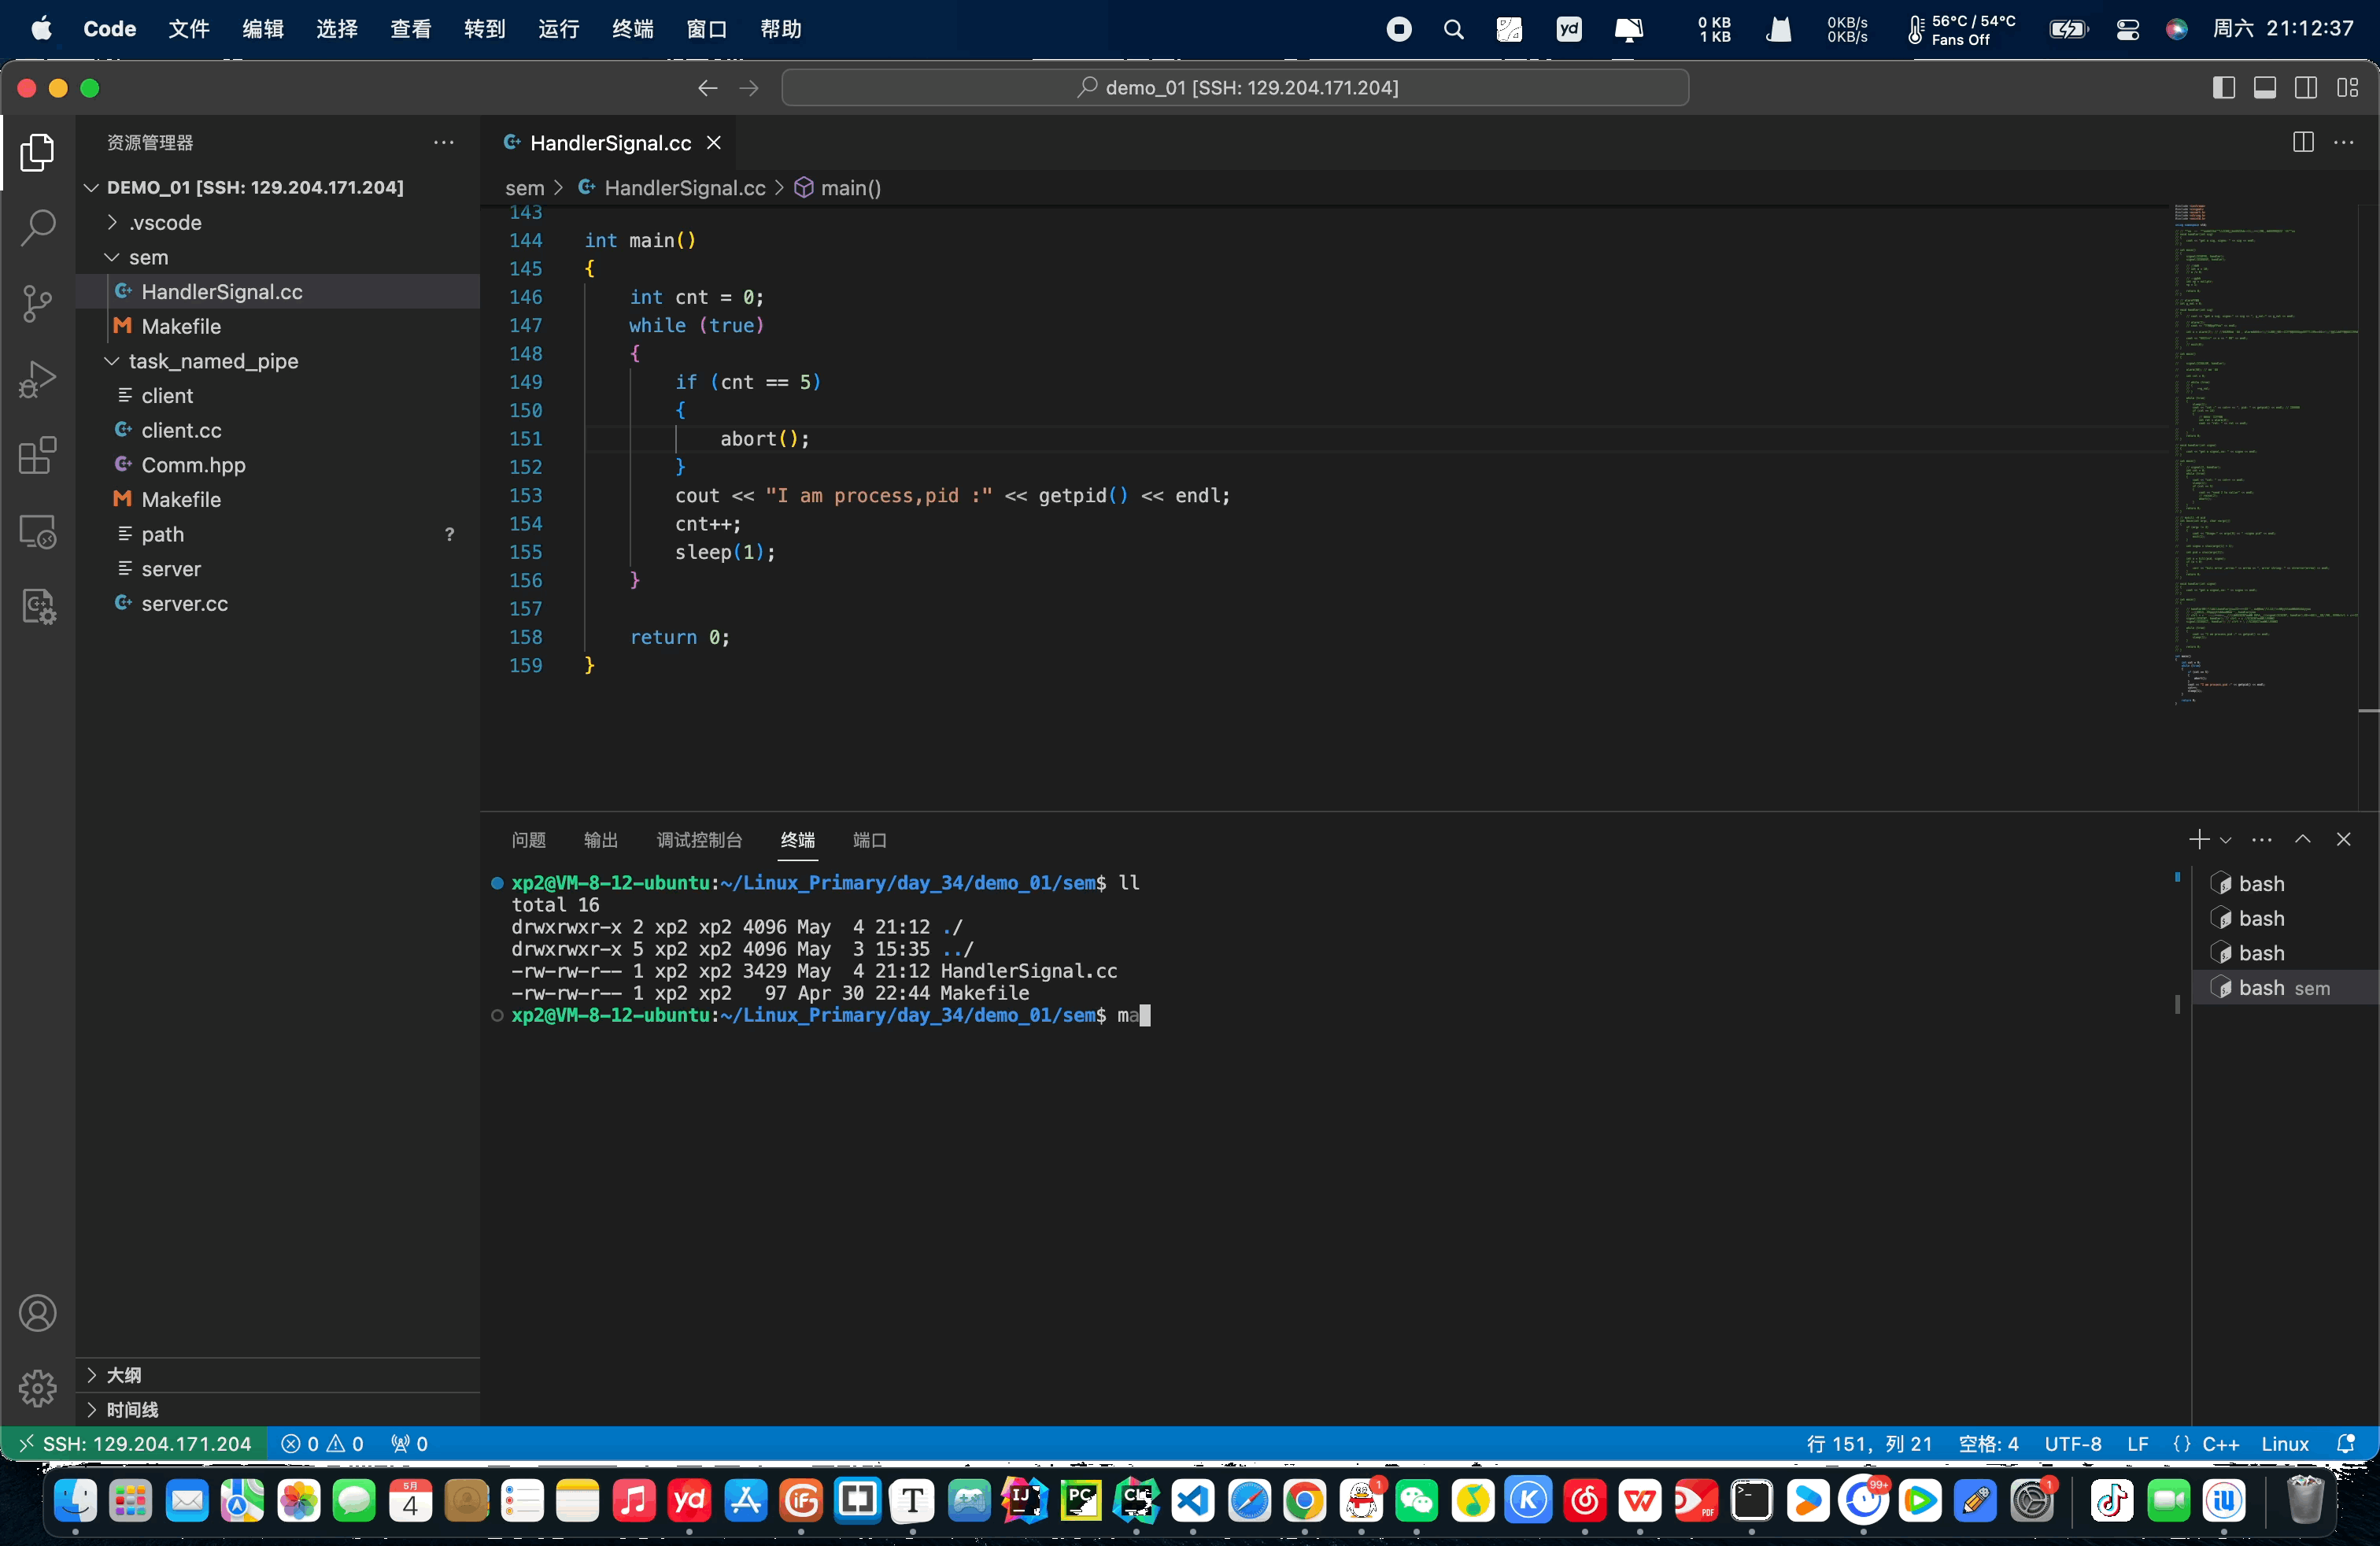 Code 文件 编辑 选择 查看 转到 运行 终端 窗口 帮助
yd
0 KB
1 KB
0KB/s
0KB/s
56°C / 54°C
Fans Off
周六 21:12:37
demo_01 [SSH: 129.204.171.204]
资源管理器
DEMO_01 [SSH: 129.204.171.204]
.vscode
sem
HandlerSignal.cc
Makefile
task_named_pipe
client
client.cc
Comm.hpp
Makefile
path ?
server
server.cc
大纲
时间线
HandlerSignal.cc
sem > HandlerSignal.cc > main()
143
144 int main()
145 {
146 int cnt = 0;
147 while (true)
148 {
149 if (cnt == 5)
150 {
151 abort();
152 }
153 cout << "I am process,pid :" << getpid() << endl;
154 cnt++;
155 sleep(1);
156 }
157
158 return 0;
159 }
问题 输出 调试控制台 终端 端口
xp2@VM-8-12-ubuntu:~/Linux_Primary/day_34/demo_01/sem$ ll
total 16
drwxrwxr-x 2 xp2 xp2 4096 May  4 21:12 ./
drwxrwxr-x 5 xp2 xp2 4096 May  3 15:35 ../
-rw-rw-r-- 1 xp2 xp2 3429 May  4 21:12 HandlerSignal.cc
-rw-rw-r-- 1 xp2 xp2   97 Apr 30 22:44 Makefile
xp2@VM-8-12-ubuntu:~/Linux_Primary/day_34/demo_01/sem$ ma
bash
bash
bash
bash sem
SSH: 129.204.171.204 0 0 0
行 151，列 21 空格: 4 UTF-8 LF {} C++ Linux
5月
4
yd
T
IJ
PC
CL
1
K
PDF
99+
1